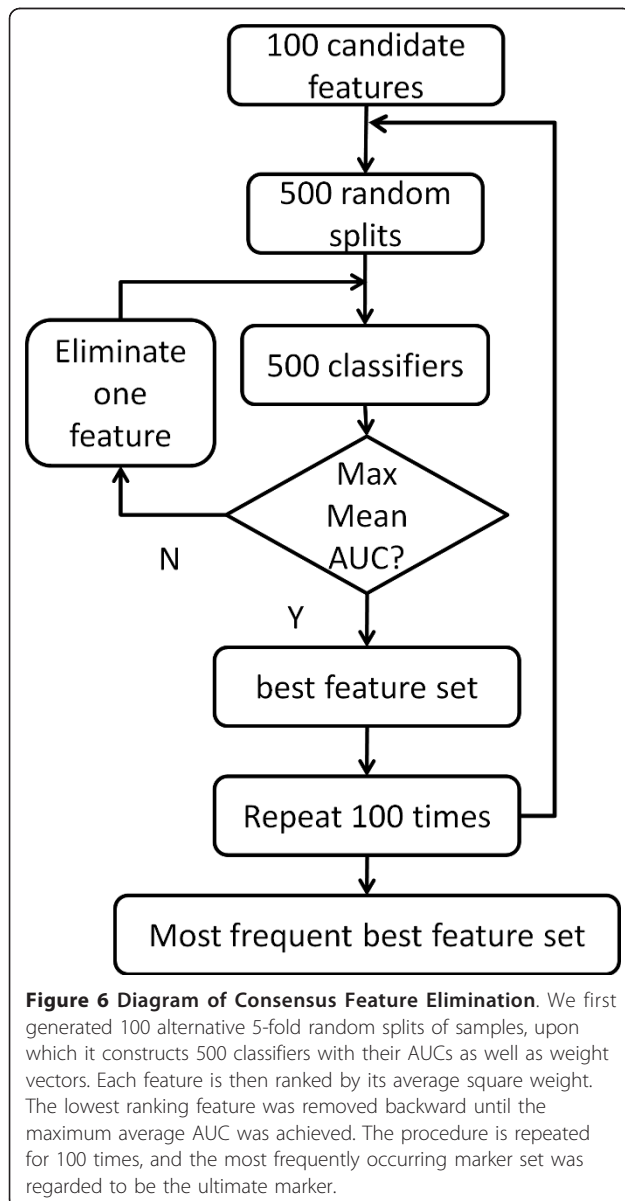 100 candidate
features
500 random
splits
Eliminate
one
feature
500 classifiers
Max
Mean
AUC?
N
Y
best feature set
Repeat 100 times
Most frequent best feature set
Figure 6 Diagram of Consensus Feature Elimination. We first
generated 100 alternative 5-fold random splits of samples, upon
which it constructs 500 classifiers with their AUCs as well as weight
vectors. Each feature is then ranked by its average square weight.
The lowest ranking feature was removed backward until the
maximum average AUC was achieved. The procedure is repeated
for 100 times, and the most frequently occurring marker set was
regarded to be the ultimate marker.